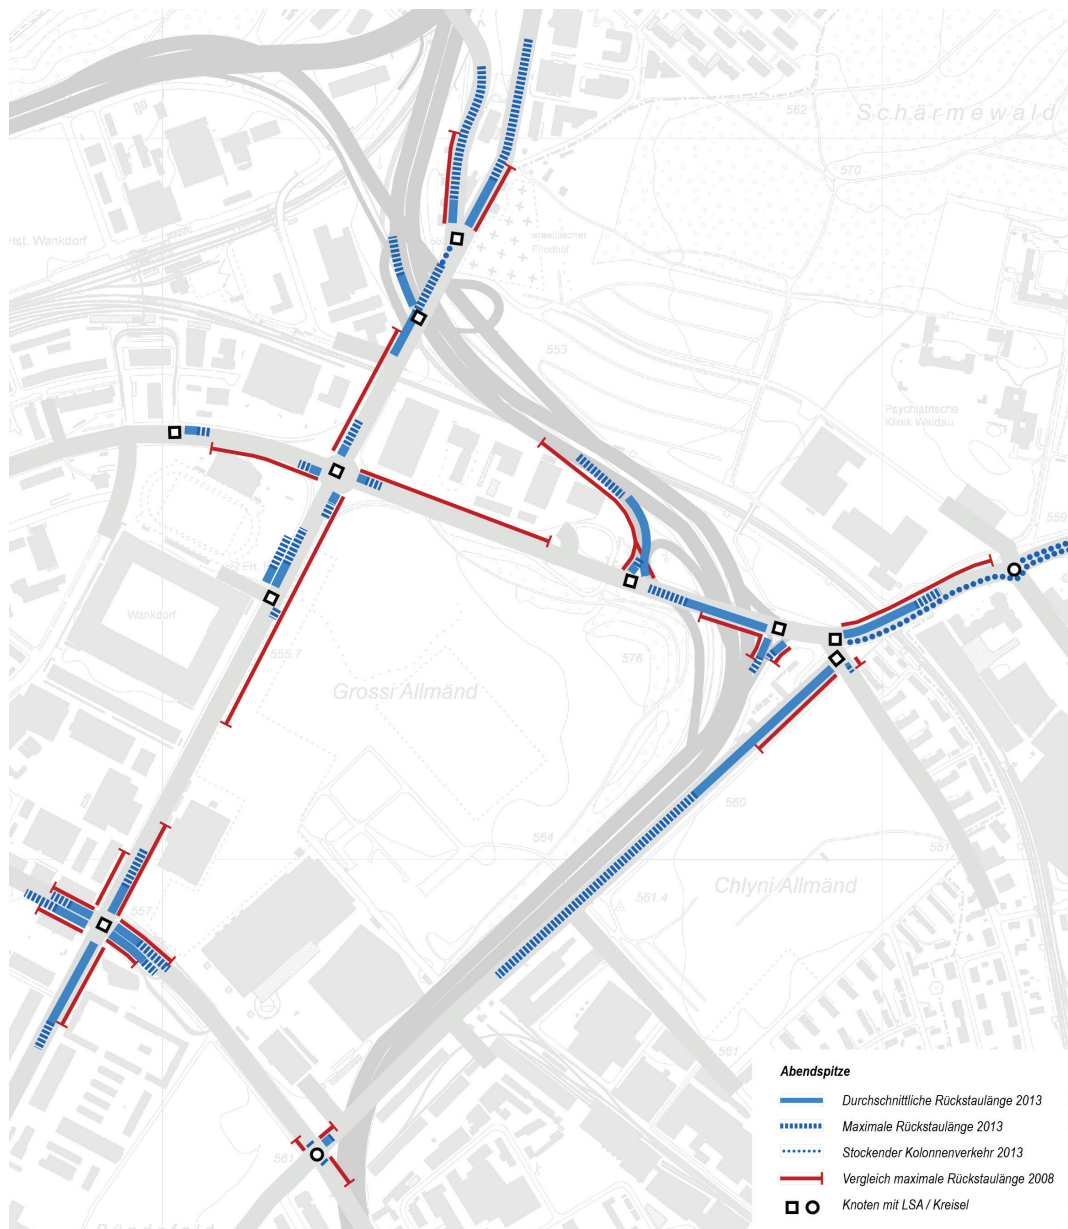 Schärmewald
562
570
Hst. Wankdorf
Israelitischer
Friedhof
553
Psychiatrische
Klinik Waldau
559
Wankdorf
555.7
576
Grossi Allmänd
560
564
551
Chlyni Allmänd
561.4
557
561
561
Abendspitze
Durchschnittliche Rückstaulänge 2013
Maximale Rückstaulänge 2013
Stockender Kolonnenverkehr 2013
Vergleich maximale Rückstaulänge 2008
Knoten mit LSA / Kreisel